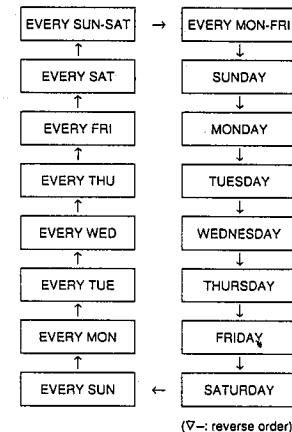 EVERY SUN-SAT → EVERY MON-FRI
↑ ↓
EVERY SAT SUNDAY
↑ ↓
EVERY FRI MONDAY
↑ ↓
EVERY THU TUESDAY
↑ ↓
EVERY WED WEDNESDAY
↑ ↓
EVERY TUE THURSDAY
↑ ↓
EVERY MON FRIDAY
↑ ↓
EVERY SUN ← SATURDAY
(∇–: reverse order)